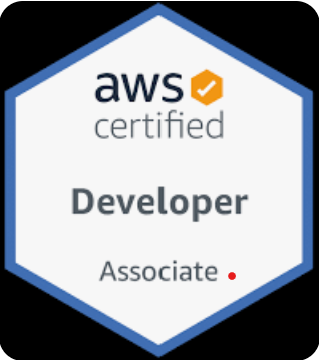 aws
certified
Developer
Associate